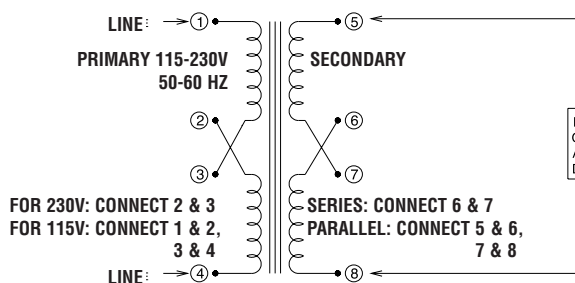 LINE:
1
5
PRIMARY 115-230V
50-60 HZ
SECONDARY
2
6
3
7
FOR 230V: CONNECT 2 & 3
FOR 115V: CONNECT 1 & 2,
3 & 4
SERIES: CONNECT 6 & 7
PARALLEL: CONNECT 5 & 6,
7 & 8
LINE:
4
8